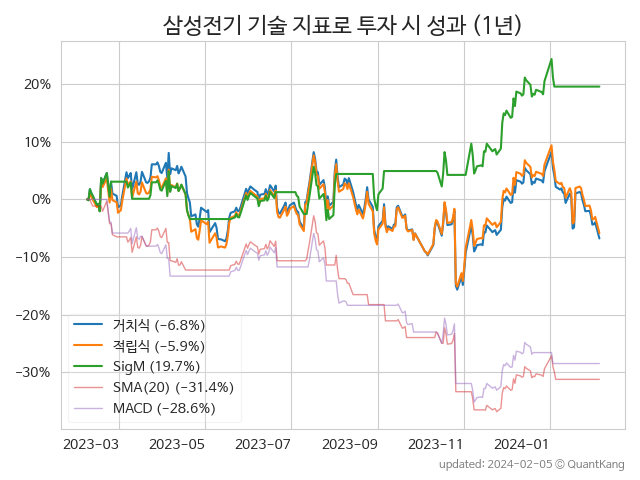 삼성전기 기술 지표로 투자 시 성과 (1년)
20%
10%
0%
−10%
−20%
−30%
거치식 (−6.8%)
적립식 (−5.9%)
SigM (19.7%)
SMA(20) (−31.4%)
MACD (−28.6%)
2023−03
2023−05
2023−07
2023−09
2023−11
2024−01
updated: 2024−02−05 © QuantKang